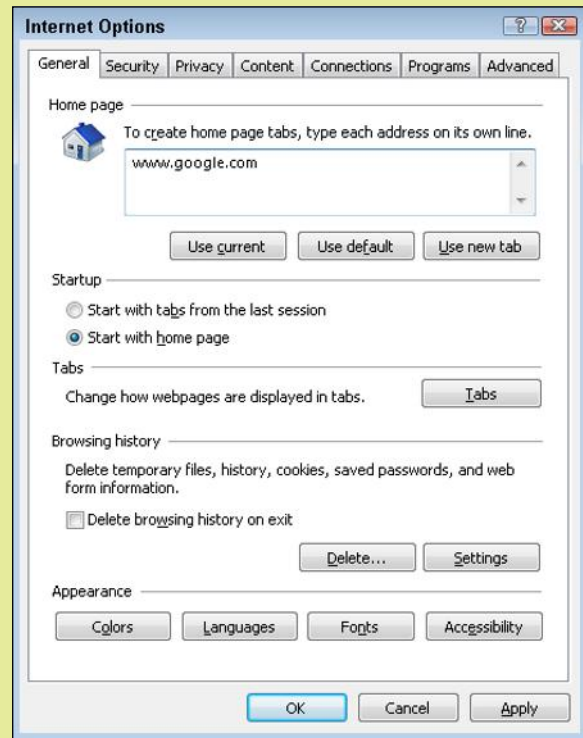 Internet Options
General Security Privacy Content Connections Programs Advanced
Home page
To create home page tabs, type each address on its own line.
www.google.com
Use current Use default Use new tab
Startup
Start with tabs from the last session
Start with home page
Tabs
Change how webpages are displayed in tabs. Tabs
Browsing history
Delete temporary files, history, cookies, saved passwords, and web
form information.
Delete browsing history on exit
Delete... Settings
Appearance
Colors Languages Fonts Accessibility
OK Cancel Apply